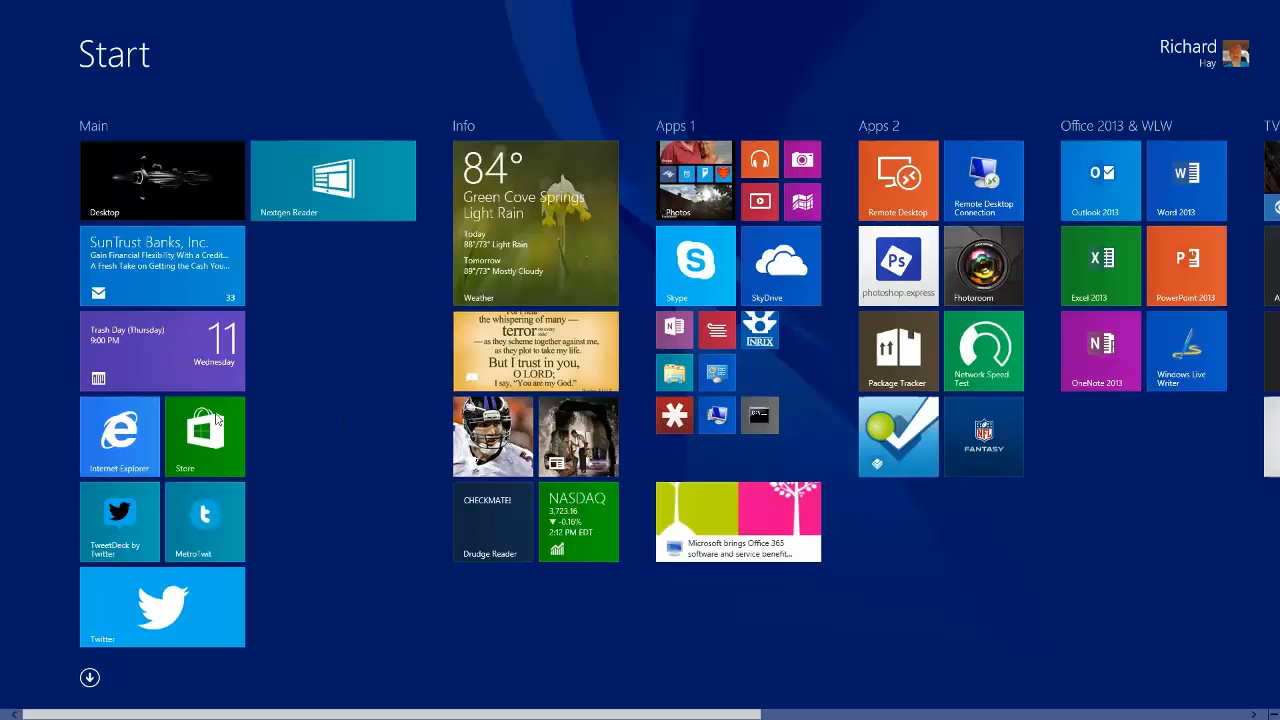 Start
Richard
Hay
Main
Info
Apps 1
Apps 2
Office 2013 & WLW
TV
Desktop
Nextgen Reader
SunTrust Banks, Inc.
Gain Financial Flexibility With a Credit...
A Fresh Take on Getting the Cash You...
33
Trash Day (Thursday)
9:00 PM
11
Wednesday
Internet Explorer
Store
TweetDeck by
Twitter
MetroTwit
Twitter
84°
Green Cove Springs
Light Rain
Today
88°/73° Light Rain
Tomorrow
89°/73° Mostly Cloudy
Weather
the whispering of many —
terror on every side!
— as they scheme together against me,
as they plot to take my life.
But I trust in you,
O LORD;
I say, “You are my God.”
CHECKMATE!
Drudge Reader
NASDAQ
3,723.16
▼ -0.16%
2:12 PM EDT
Photos
Skype
SkyDrive
INRIX
Microsoft brings Office 365
software and service benefit...
Remote Desktop
Remote Desktop
Connection
Ps
photoshop.express
Fhotoroom
Package Tracker
Network Speed
Test
NFL
FANTASY
Outlook 2013
Word 2013
Excel 2013
PowerPoint 2013
OneNote 2013
Windows Live
Writer